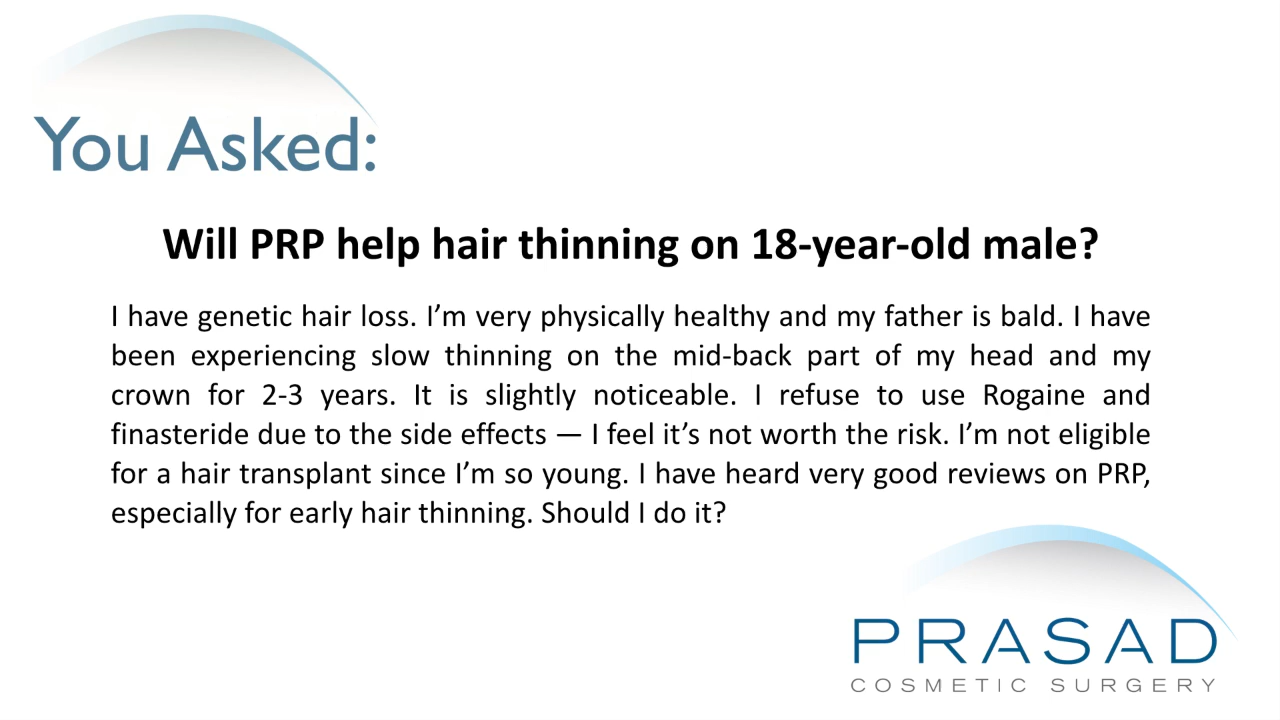 You Asked:
Will PRP help hair thinning on 18-year-old male?
I have genetic hair loss. I’m very physically healthy and my father is bald. I have
been experiencing slow thinning on the mid-back part of my head and my
crown for 2-3 years. It is slightly noticeable. I refuse to use Rogaine and
finasteride due to the side effects — I feel it’s not worth the risk. I’m not eligible
for a hair transplant since I’m so young. I have heard very good reviews on PRP,
especially for early hair thinning. Should I do it?
PRASAD
COSMETIC SURGERY